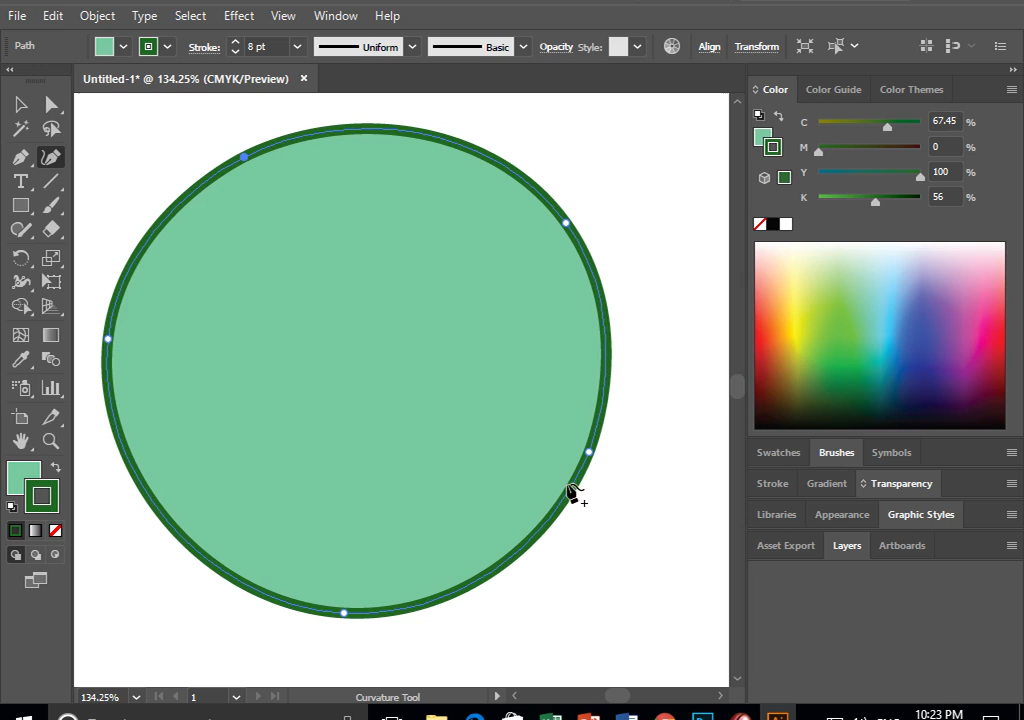 File Edit Object Type Select Effect View Window Help
Path Stroke: 8 pt Uniform Basic Opacity Style: Align Transform
Untitled-1* @ 134.25% (CMYK/Preview) ×
Color Color Guide Color Themes
C 67.45 %
M 0 %
Y 100 %
K 56 %
Swatches Brushes Symbols
Stroke Gradient Transparency
Libraries Appearance Graphic Styles
Asset Export Layers Artboards
134.25% 1 Curvature Tool
10:23 PM